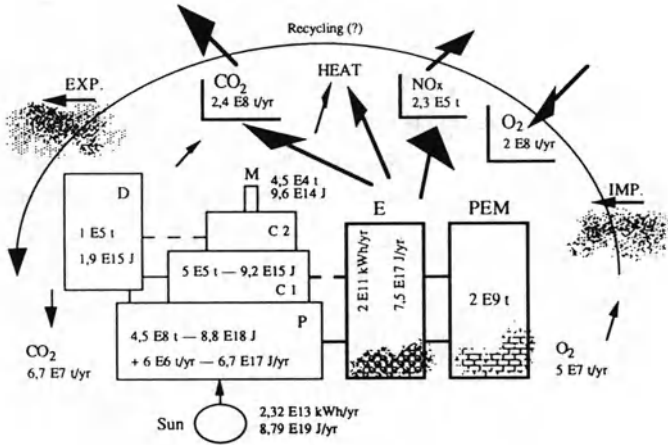 Recycling (?)
EXP.
CO2
2,4 E8 t/yr
HEAT
NOx
2,3 E5 t
O2
2 E8 t/yr
IMP.
D
1 E5 t
1,9 E15 J
M
4,5 E4 t
9,6 E14 J
C 2
5 E5 t — 9,2 E15 J
C 1
P
4,5 E8 t — 8,8 E18 J
+ 6 E6 t/yr — 6,7 E17 J/yr
E
2 E11 kWh/yr
7,5 E17 J/yr
PEM
2 E9 t
CO2
6,7 E7 t/yr
O2
5 E7 t/yr
Sun
2,32 E13 kWh/yr
8,79 E19 J/yr